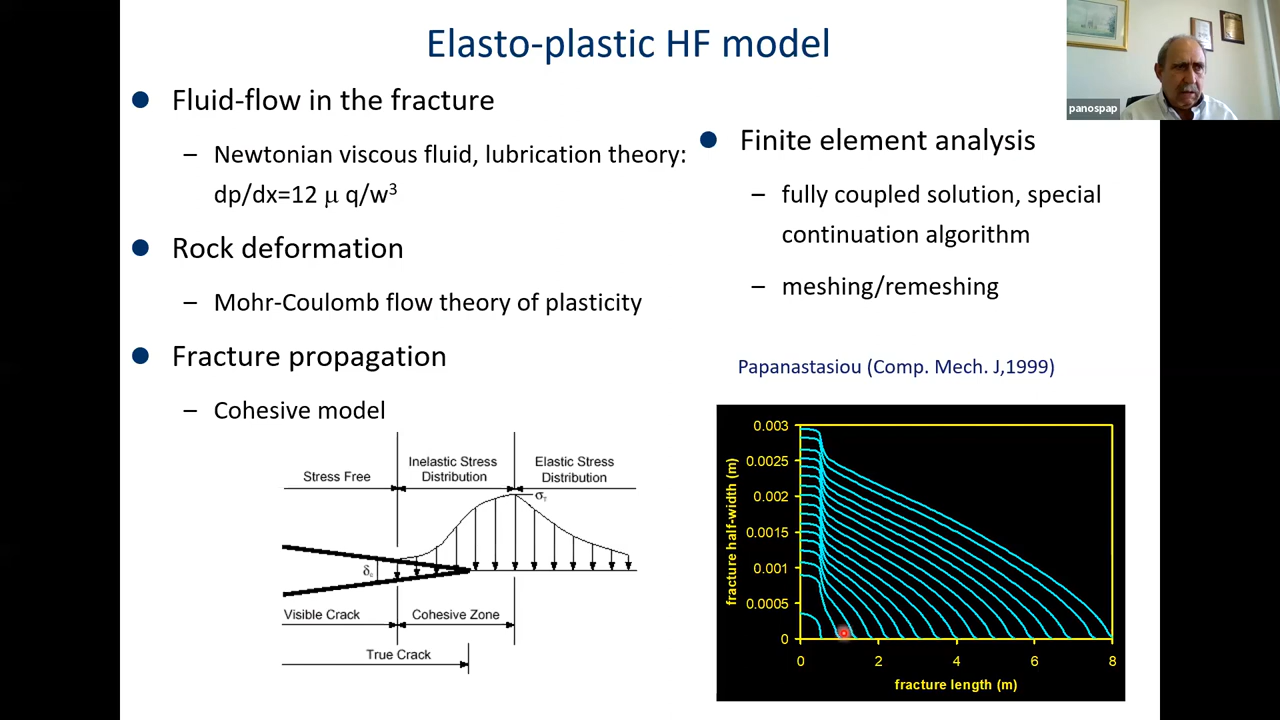 Elasto-plastic HF model
panospap
Fluid-flow in the fracture
– Newtonian viscous fluid, lubrication theory:
dp/dx=12 μ q/w³
Rock deformation
– Mohr-Coulomb flow theory of plasticity
Fracture propagation
– Cohesive model
Stress Free
Inelastic Stress
Distribution
Elastic Stress
Distribution
σT
δc
Visible Crack
Cohesive Zone
True Crack
Finite element analysis
– fully coupled solution, special
continuation algorithm
– meshing/remeshing
Papanastasiou (Comp. Mech. J,1999)
fracture half-width (m)
0.003
0.0025
0.002
0.0015
0.001
0.0005
0
0 2 4 6 8
fracture length (m)